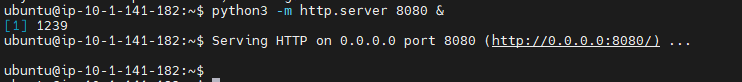 ubuntu@ip-10-1-141-182:~$ python3 -m http.server 8080 &
[1] 1239
ubuntu@ip-10-1-141-182:~$ Serving HTTP on 0.0.0.0 port 8080 (http://0.0.0.0:8080/) ...
ubuntu@ip-10-1-141-182:~$